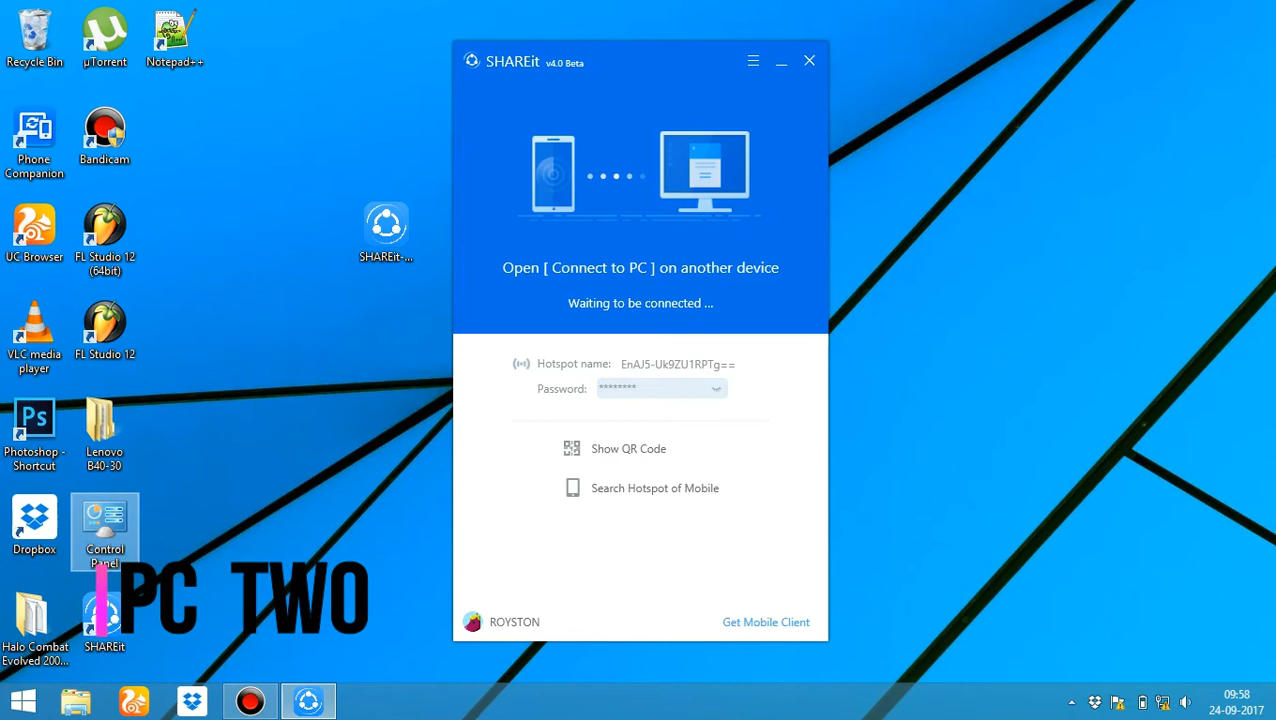 Recycle Bin
µTorrent
Notepad++
Phone Companion
Bandicam
UC Browser
FL Studio 12 (64bit)
SHAREit-...
VLC media player
FL Studio 12
Ps
Photoshop - Shortcut
Lenovo B40-30
Dropbox
Control Panel
Halo Combat Evolved 200...
SHAREit
PC TWO
SHAREit v4.0 Beta
Open [ Connect to PC ] on another device
Waiting to be connected ...
Hotspot name: EnAJ5-Uk9ZU1RPTg==
Password: ********
Show QR Code
Search Hotspot of Mobile
ROYSTON
Get Mobile Client
09:58
24-09-2017